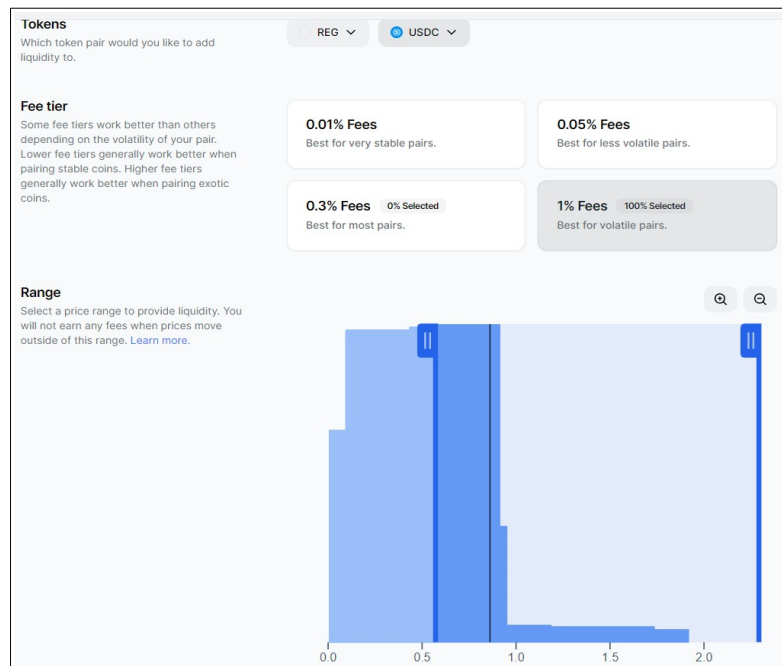 Tokens
Which token pair would you like to add
liquidity to.
REG
USDC
Fee tier
Some fee tiers work better than others
depending on the volatility of your pair.
Lower fee tiers generally work better when
pairing stable coins. Higher fee tiers
generally work better when pairing exotic
coins.
0.01% Fees
Best for very stable pairs.
0.05% Fees
Best for less volatile pairs.
0.3% Fees 0% Selected
Best for most pairs.
1% Fees 100% Selected
Best for volatile pairs.
Range
Select a price range to provide liquidity. You
will not earn any fees when prices move
outside of this range. Learn more.
0.0 0.5 1.0 1.5 2.0